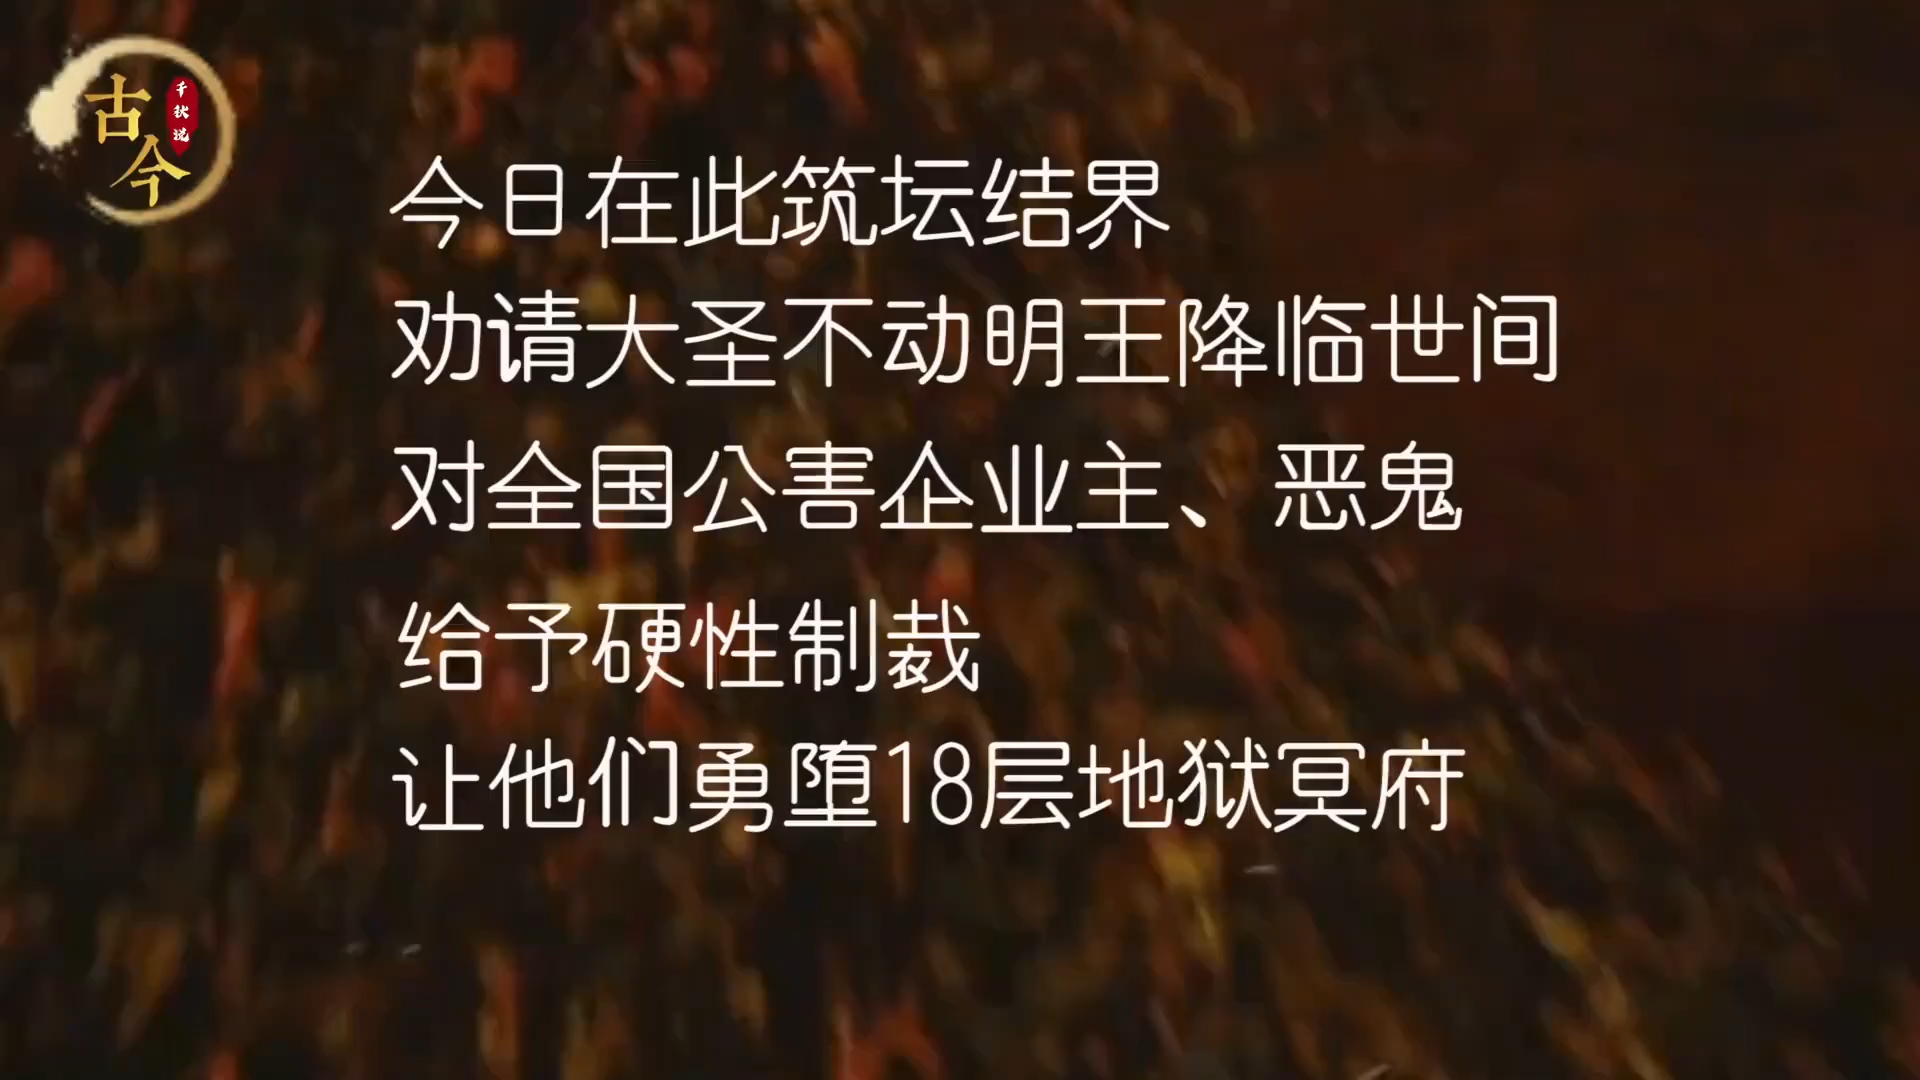 古今
千秋说
今日在此筑坛结界
劝请大圣不动明王降临世间
对全国公害企业主、恶鬼
给予硬性制裁
让他们勇堕18层地狱冥府